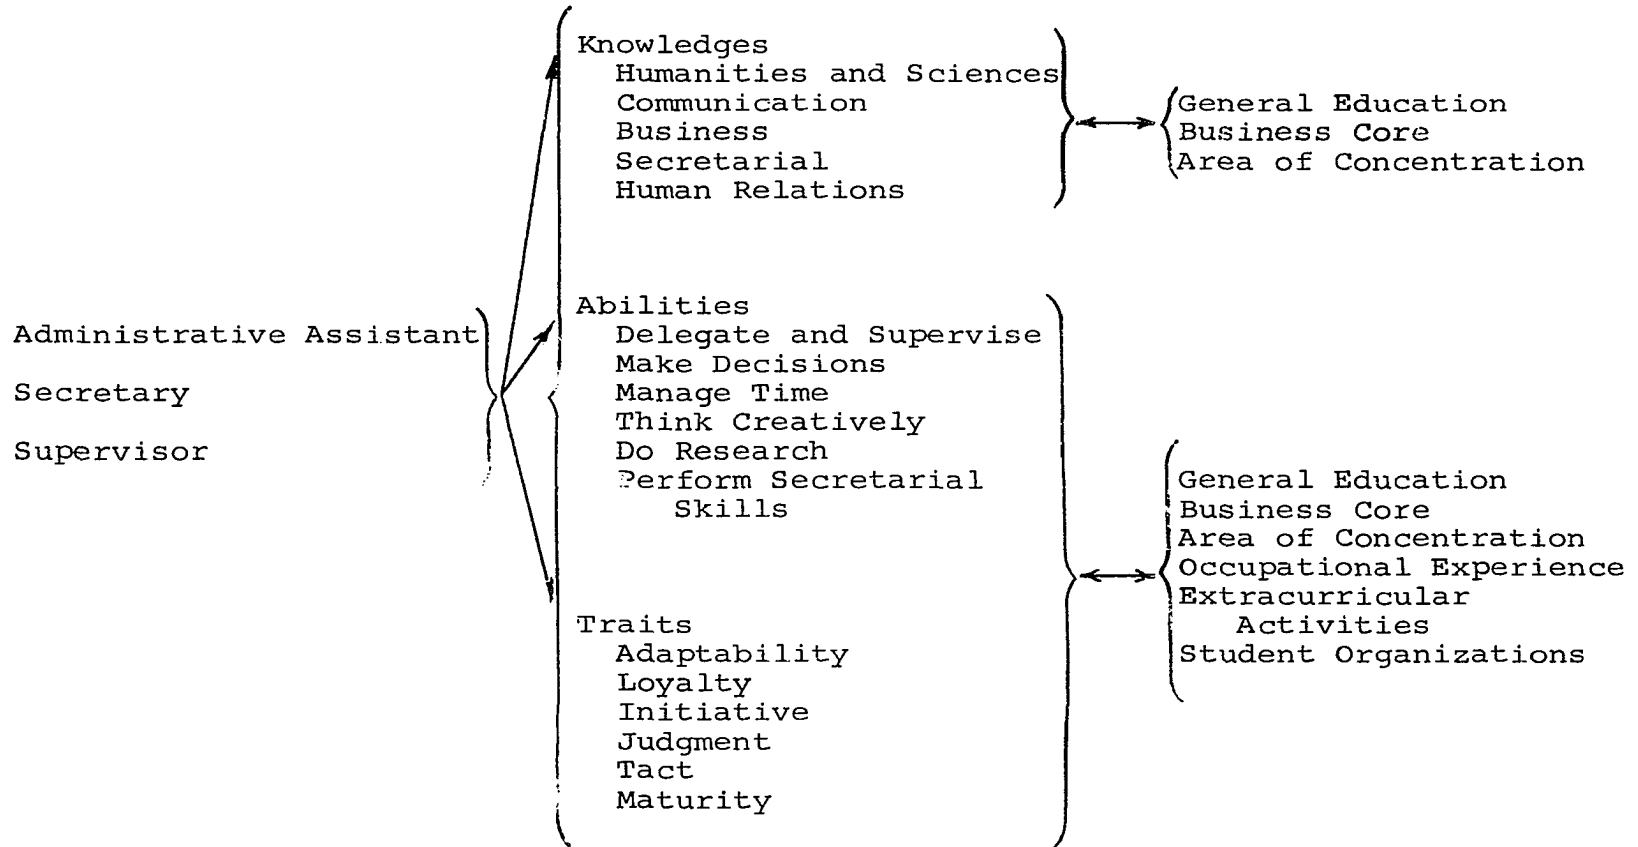 Administrative Assistant
Secretary
Supervisor
Knowledges
Humanities and Sciences
Communication
Business
Secretarial
Human Relations
Abilities
Delegate and Supervise
Make Decisions
Manage Time
Think Creatively
Do Research
Perform Secretarial
Skills
Traits
Adaptability
Loyalty
Initiative
Judgment
Tact
Maturity
General Education
Business Core
Area of Concentration
General Education
Business Core
Area of Concentration
Occupational Experience
Extracurricular
Activities
Student Organizations